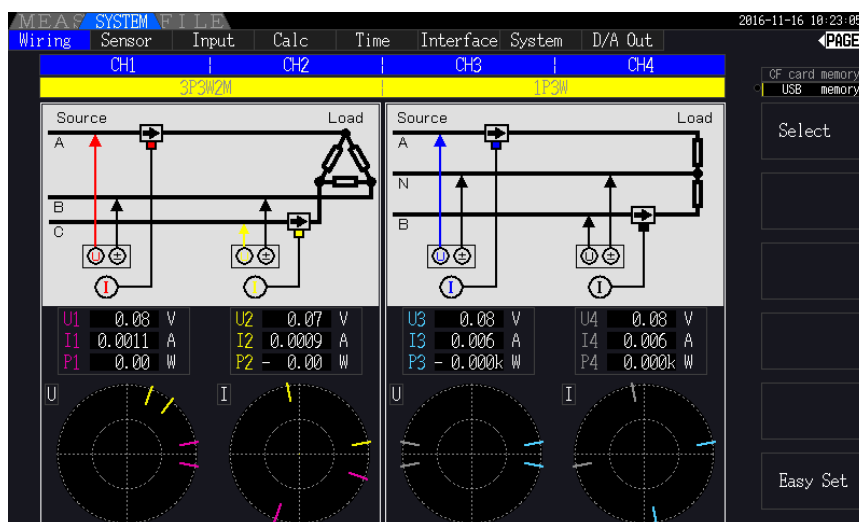 MEAS SYSTEM FILE 2016-11-16 10:23:05
Wiring Sensor Input Calc Time Interface System D/A Out PAGE
CH1 CH2 CH3 CH4
CF card memory
3P3W2M 1P3W
USB memory
Source Load Source Load
A A
Select
N
B
C B
U ± U ± U ± U ±
I I I I
U1 0.08 V U2 0.07 V U3 0.08 V U4 0.08 V
I1 0.0011 A I2 0.0009 A I3 0.006 A I4 0.006 A
P1 0.00 W P2 - 0.00 W P3 - 0.000k W P4 0.000k W
U I U I
Easy Set